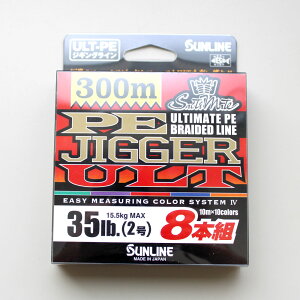 ULT-PE
ジギングライン
SUNLINE
300m
SaltiMate
ULTIMATE PE
BRAIDED LINE
PE
JIGGER
ULT
EASY MEASURING COLOR SYSTEM IV
15.5kg MAX
10m×10colors
35lb.(2号)
8本組
SUNLINE
MADE IN JAPAN